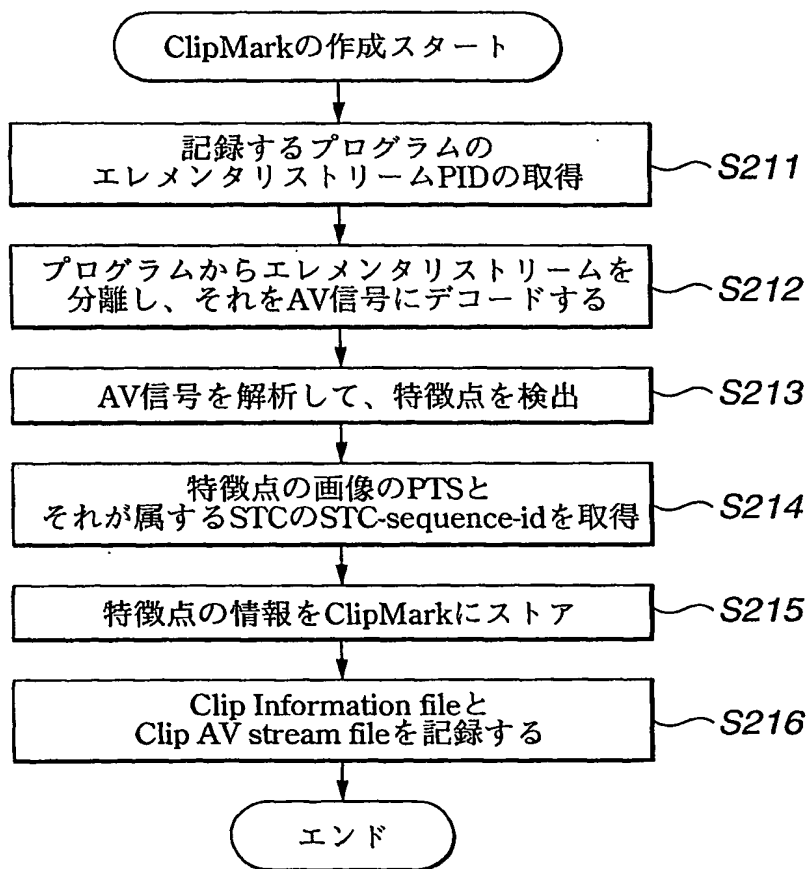 ClipMarkの作成スタート
記録するプログラムの
エレメンタリストリームPIDの取得
S211
プログラムからエレメンタリストリームを
分離し、それをAV信号にデコードする
S212
AV信号を解析して、特徴点を検出
S213
特徴点の画像のPTSと
それが属するSTCのSTC-sequence-idを取得
S214
特徴点の情報をClipMarkにストア
S215
Clip Information fileと
Clip AV stream fileを記録する
S216
エンド